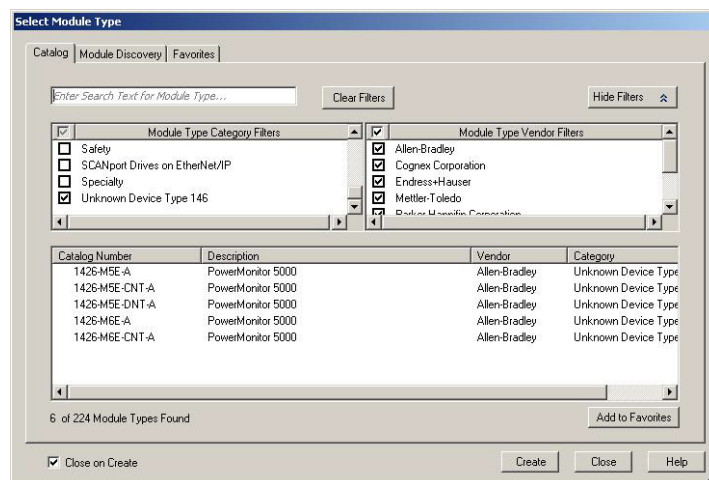 Select Module Type
Catalog Module Discovery Favorites
Enter Search Text for Module Type...
Clear Filters
Hide Filters
Module Type Category Filters
Module Type Vendor Filters
Safety
Allen-Bradley
SCANport Drives on EtherNet/IP
Cognex Corporation
Specialty
Endress+Hauser
Unknown Device Type 146
Mettler-Toledo
Parker Hannifin Corporation
Catalog Number Description Vendor Category
1426-M5E-A PowerMonitor 5000 Allen-Bradley Unknown Device Type
1426-M5E-CNT-A PowerMonitor 5000 Allen-Bradley Unknown Device Type
1426-M5E-DNT-A PowerMonitor 5000 Allen-Bradley Unknown Device Type
1426-M6E-A PowerMonitor 5000 Allen-Bradley Unknown Device Type
1426-M6E-CNT-A PowerMonitor 5000 Allen-Bradley Unknown Device Type
6 of 224 Module Types Found
Add to Favorites
Close on Create
Create Close Help